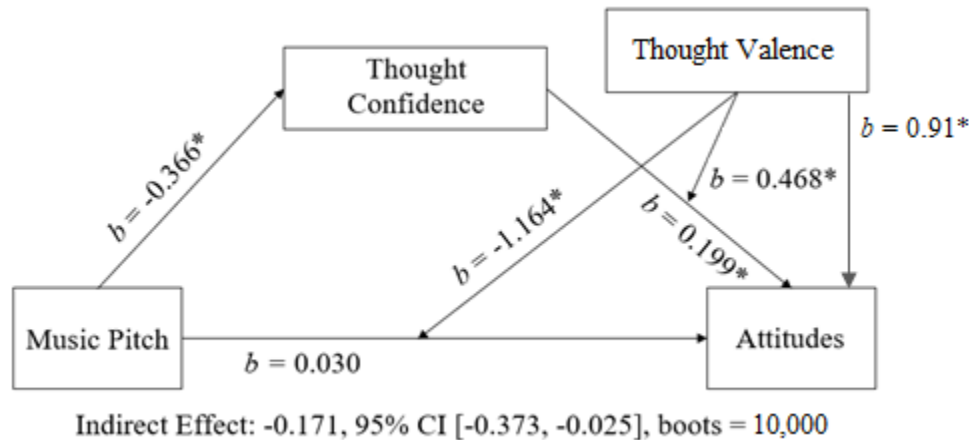 Thought Valence
Thought
Confidence
b = 0.91*
b = -0.366*
b = 0.468*
b = -1.164*
b = 0.199*
Music Pitch
Attitudes
b = 0.030
Indirect Effect: -0.171, 95% CI [-0.373, -0.025], boots = 10,000